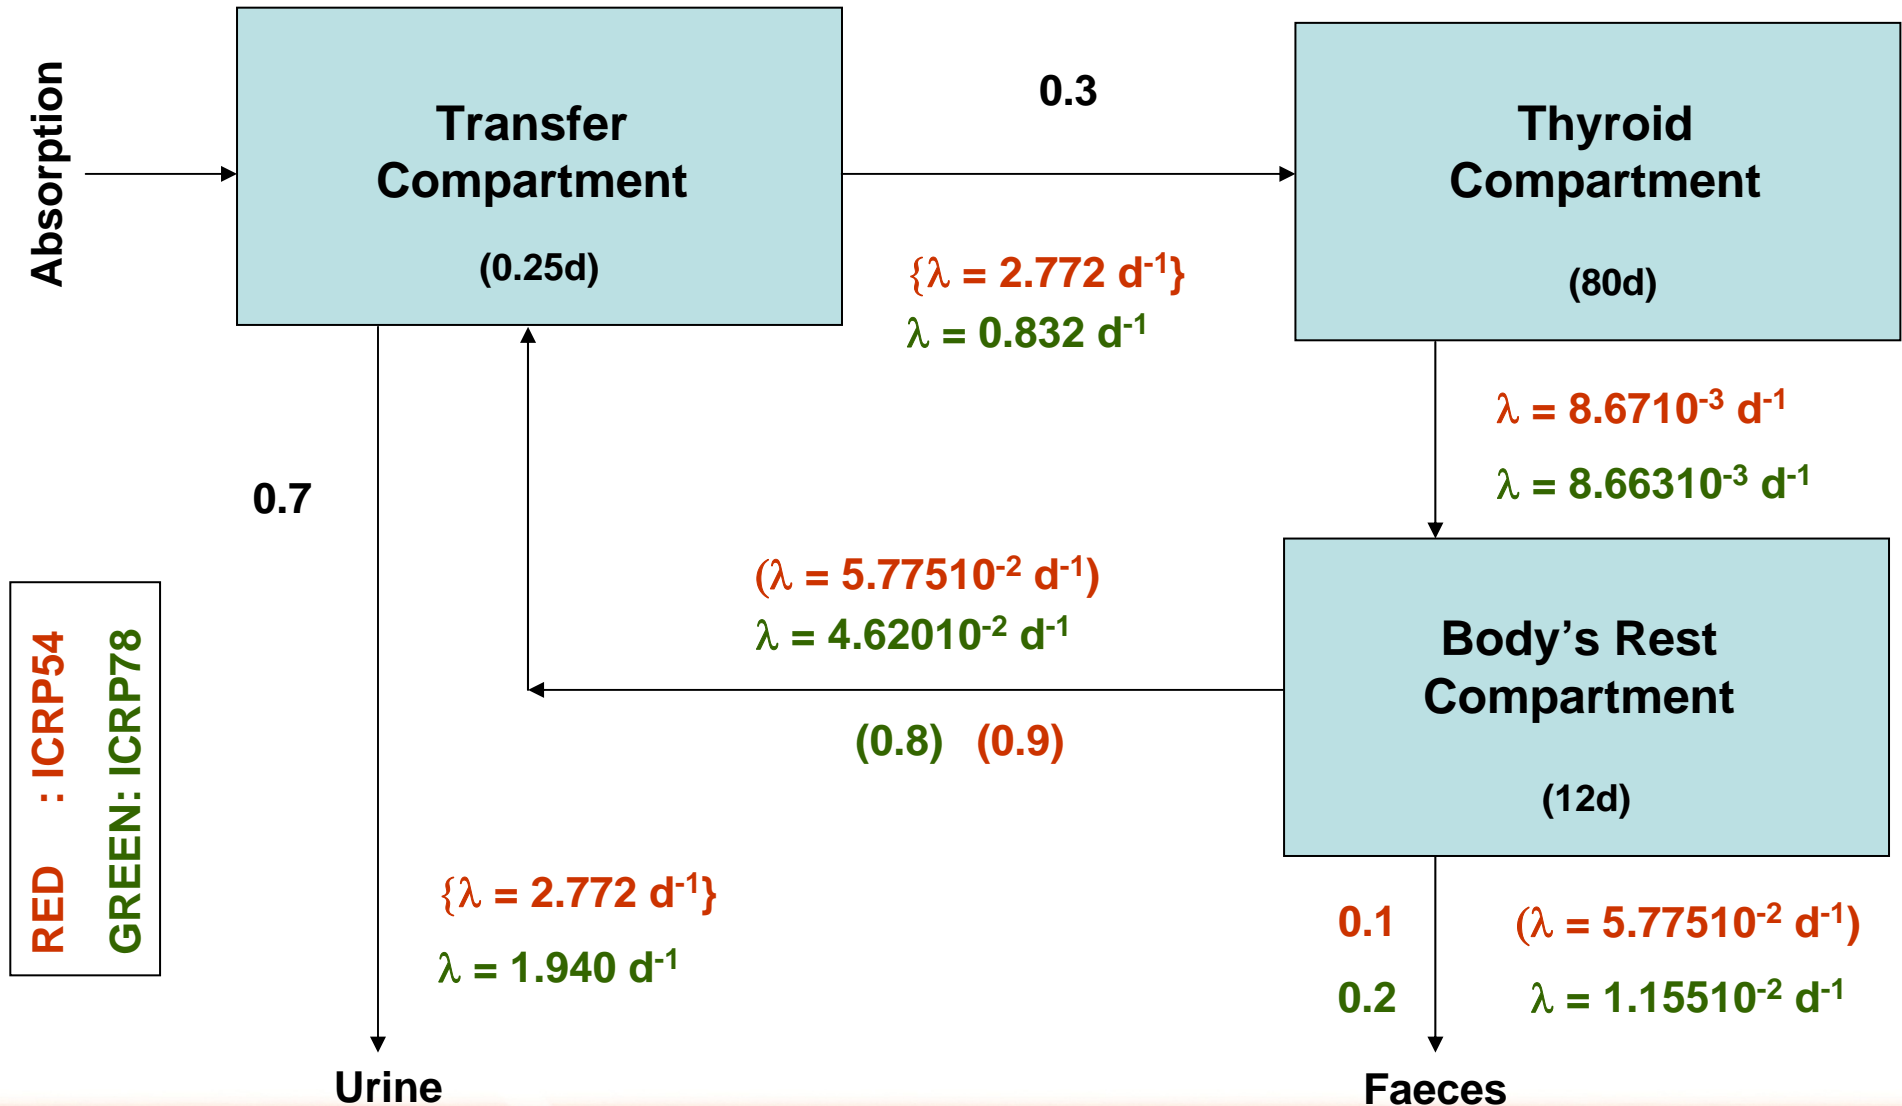 Absorption
Transfer
Compartment
(0.25d)
0.3
{λ = 2.772 d⁻¹}
λ = 0.832 d⁻¹
Thyroid
Compartment
(80d)
λ = 8.6710⁻³ d⁻¹
λ = 8.66310⁻³ d⁻¹
0.7
(λ = 5.77510⁻² d⁻¹)
λ = 4.62010⁻² d⁻¹
(0.8) (0.9)
Body's Rest
Compartment
(12d)
RED : ICRP54
GREEN: ICRP78
{λ = 2.772 d⁻¹}
λ = 1.940 d⁻¹
0.1 (λ = 5.77510⁻² d⁻¹)
0.2 λ = 1.15510⁻² d⁻¹
Urine
Faeces